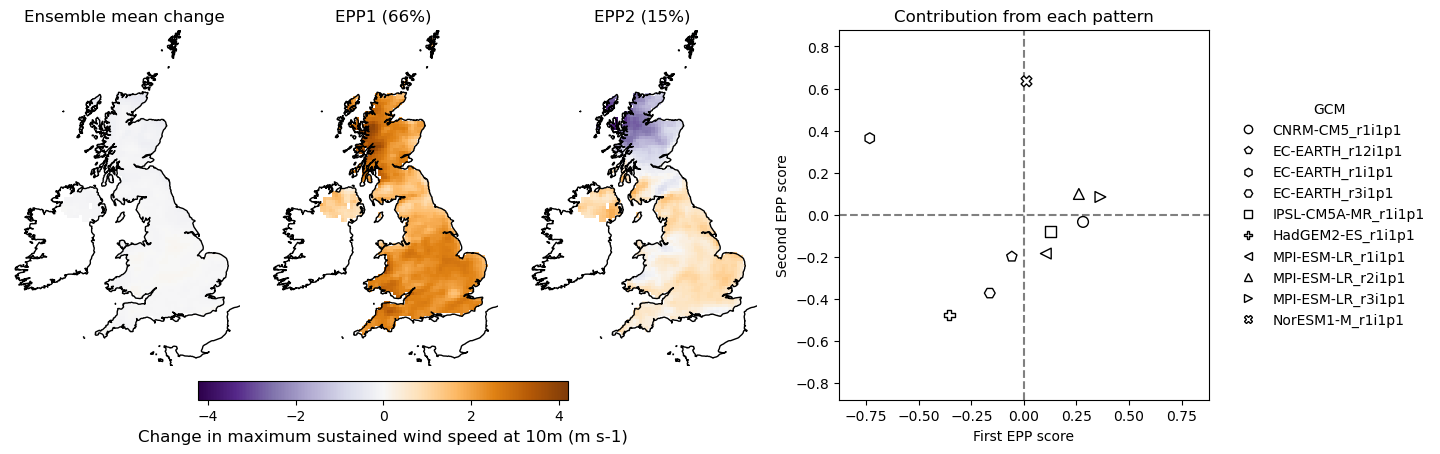 Ensemble mean change
EPP1 (66%)
EPP2 (15%)
−4 −2 0 2 4
Change in maximum sustained wind speed at 10m (m s-1)
Contribution from each pattern
Second EPP score
0.8
0.6
0.4
0.2
0.0
−0.2
−0.4
−0.6
−0.8
−0.75 −0.50 −0.25 0.00 0.25 0.50 0.75
First EPP score
GCM
CNRM-CM5_r1i1p1
EC-EARTH_r12i1p1
EC-EARTH_r1i1p1
EC-EARTH_r3i1p1
IPSL-CM5A-MR_r1i1p1
HadGEM2-ES_r1i1p1
MPI-ESM-LR_r1i1p1
MPI-ESM-LR_r2i1p1
MPI-ESM-LR_r3i1p1
NorESM1-M_r1i1p1